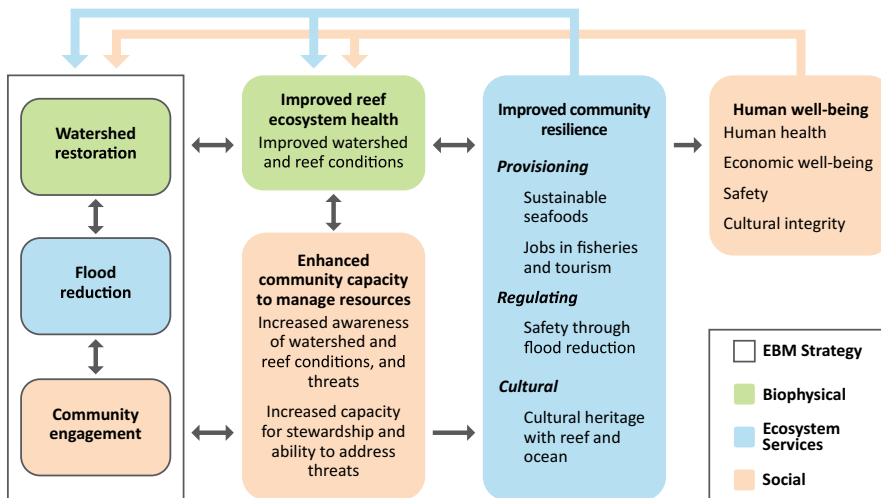 Watershed
restoration
Flood
reduction
Community
engagement
Improved reef
ecosystem health
Improved watershed
and reef conditions
Enhanced
community capacity
to manage resources
Increased awareness
of watershed and
reef conditions, and
threats
Increased capacity
for stewardship and
ability to address
threats
Improved community
resilience
Provisioning
Sustainable
seafoods
Jobs in fisheries
and tourism
Regulating
Safety through
flood reduction
Cultural
Cultural heritage
with reef and
ocean
Human well-being
Human health
Economic well-being
Safety
Cultural integrity
EBM Strategy
Biophysical
Ecosystem
Services
Social